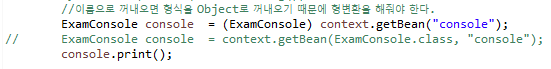 //이름으로 꺼내오면 형식을 Object로 꺼내오기 때문에 형변환을 해줘야 한다.
ExamConsole console  = (ExamConsole) context.getBean("console");
//      ExamConsole console  = context.getBean(ExamConsole.class, "console");
console.print();